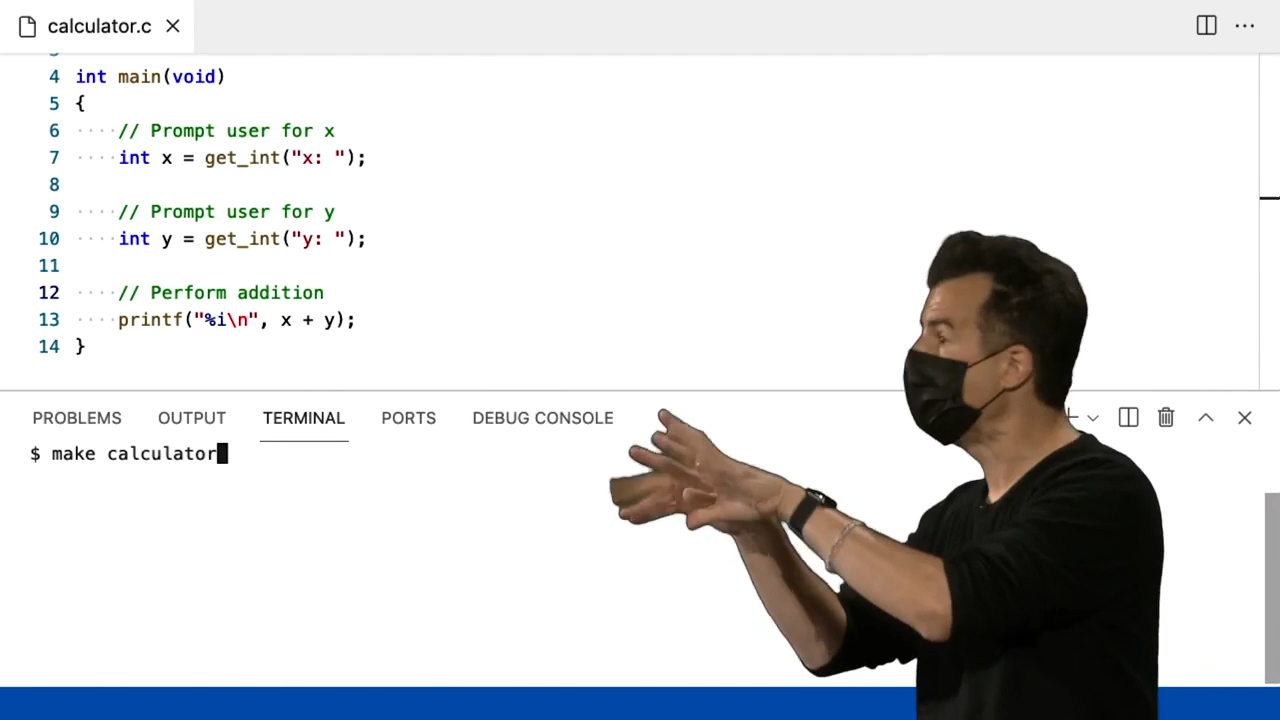 calculator.c
4 int main(void)
5 {
6 ····// Prompt user for x
7 ····int x = get_int("x: ");
8
9 ····// Prompt user for y
10 ····int y = get_int("y: ");
11
12 ····// Perform addition
13 ····printf("%i\n", x + y);
14 }
PROBLEMS OUTPUT TERMINAL PORTS DEBUG CONSOLE
$ make calculator